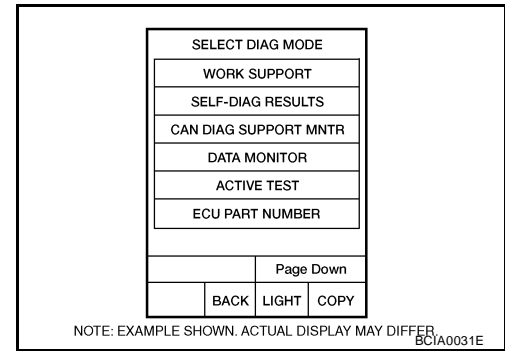 SELECT DIAG MODE
WORK SUPPORT
SELF-DIAG RESULTS
CAN DIAG SUPPORT MNTR
DATA MONITOR
ACTIVE TEST
ECU PART NUMBER
Page Down
BACK LIGHT COPY
NOTE: EXAMPLE SHOWN. ACTUAL DISPLAY MAY DIFFER.
BCIA0031E